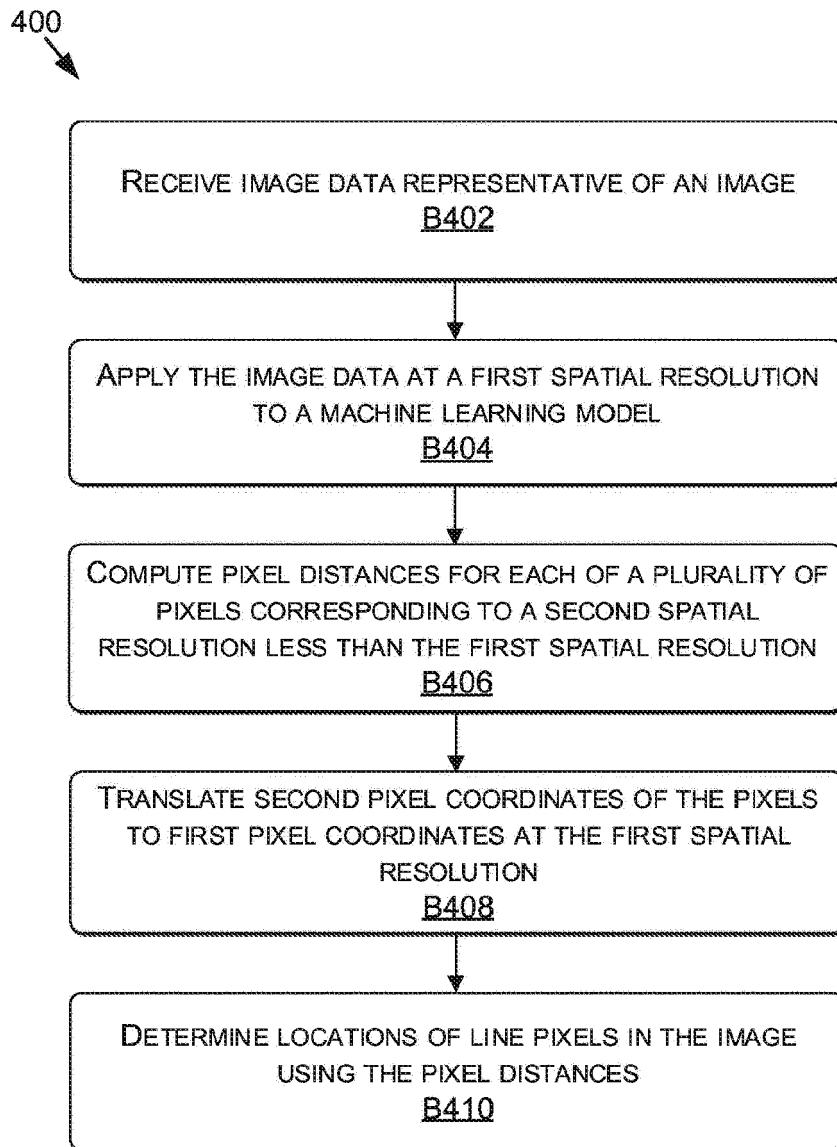 400
RECEIVE IMAGE DATA REPRESENTATIVE OF AN IMAGE
B402
APPLY THE IMAGE DATA AT A FIRST SPATIAL RESOLUTION
TO A MACHINE LEARNING MODEL
B404
COMPUTE PIXEL DISTANCES FOR EACH OF A PLURALITY OF
PIXELS CORRESPONDING TO A SECOND SPATIAL
RESOLUTION LESS THAN THE FIRST SPATIAL RESOLUTION
B406
TRANSLATE SECOND PIXEL COORDINATES OF THE PIXELS
TO FIRST PIXEL COORDINATES AT THE FIRST SPATIAL
RESOLUTION
B408
DETERMINE LOCATIONS OF LINE PIXELS IN THE IMAGE
USING THE PIXEL DISTANCES
B410